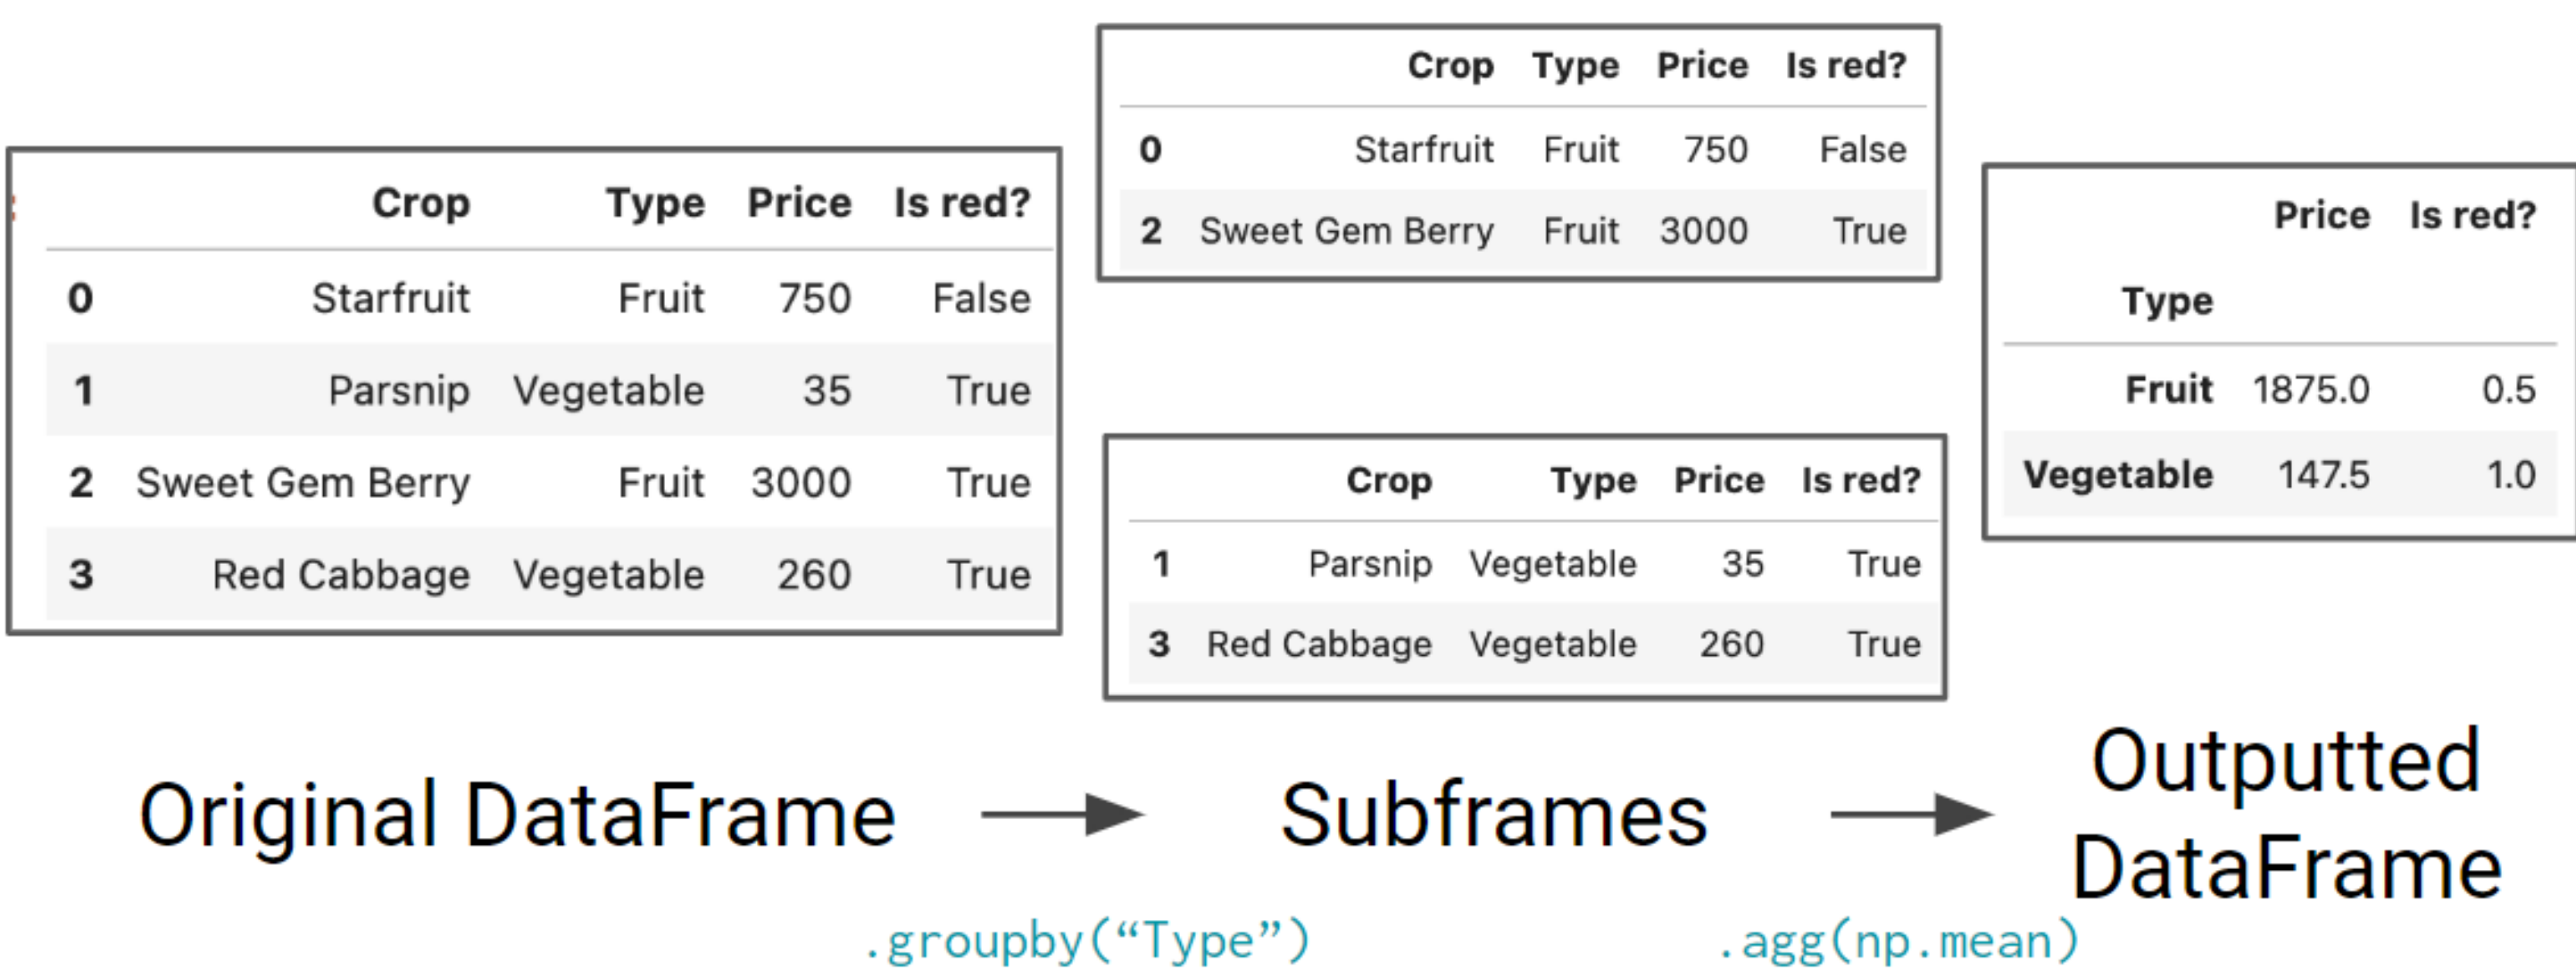 Crop Type Price Is red?
0 Starfruit Fruit 750 False
1 Parsnip Vegetable 35 True
2 Sweet Gem Berry Fruit 3000 True
3 Red Cabbage Vegetable 260 True
Crop Type Price Is red?
0 Starfruit Fruit 750 False
2 Sweet Gem Berry Fruit 3000 True
Crop Type Price Is red?
1 Parsnip Vegetable 35 True
3 Red Cabbage Vegetable 260 True
Price Is red?
Type
Fruit 1875.0 0.5
Vegetable 147.5 1.0
Original DataFrame
Subframes
Outputted
DataFrame
.groupby(“Type”)
.agg(np.mean)